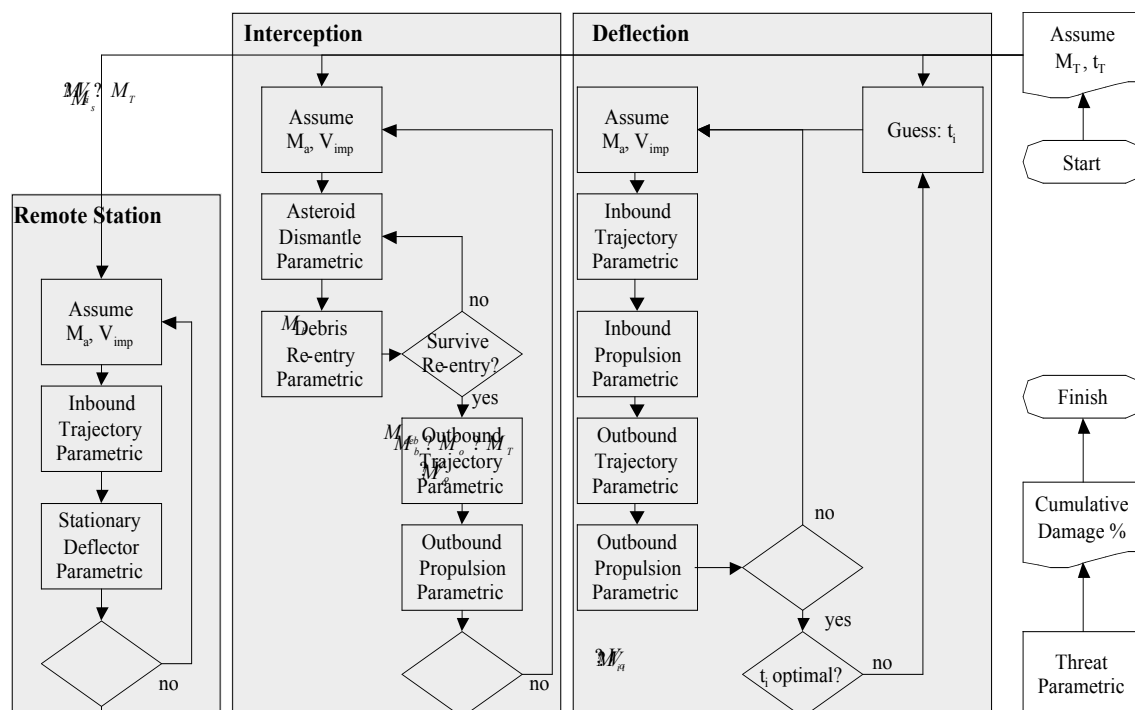 Interception
Deflection
Assume
M_T, t_T
M_T
Assume
M_a, V_imp
Assume
M_a, V_imp
Guess: t_i
Start
Remote Station
Asteroid
Dismantle
Parametric
Inbound
Trajectory
Parametric
no
Assume
M_a, V_imp
Debris
Re-entry
Parametric
Survive
Re-entry?
yes
Inbound
Propulsion
Parametric
Inbound
Trajectory
Parametric
Outbound
Trajectory
Parametric
Outbound
Trajectory
Parametric
Finish
Stationary
Deflector
Parametric
Outbound
Propulsion
Parametric
Outbound
Propulsion
Parametric
no
yes
Cumulative
Damage %
no
no
t_i optimal?
no
Threat
Parametric